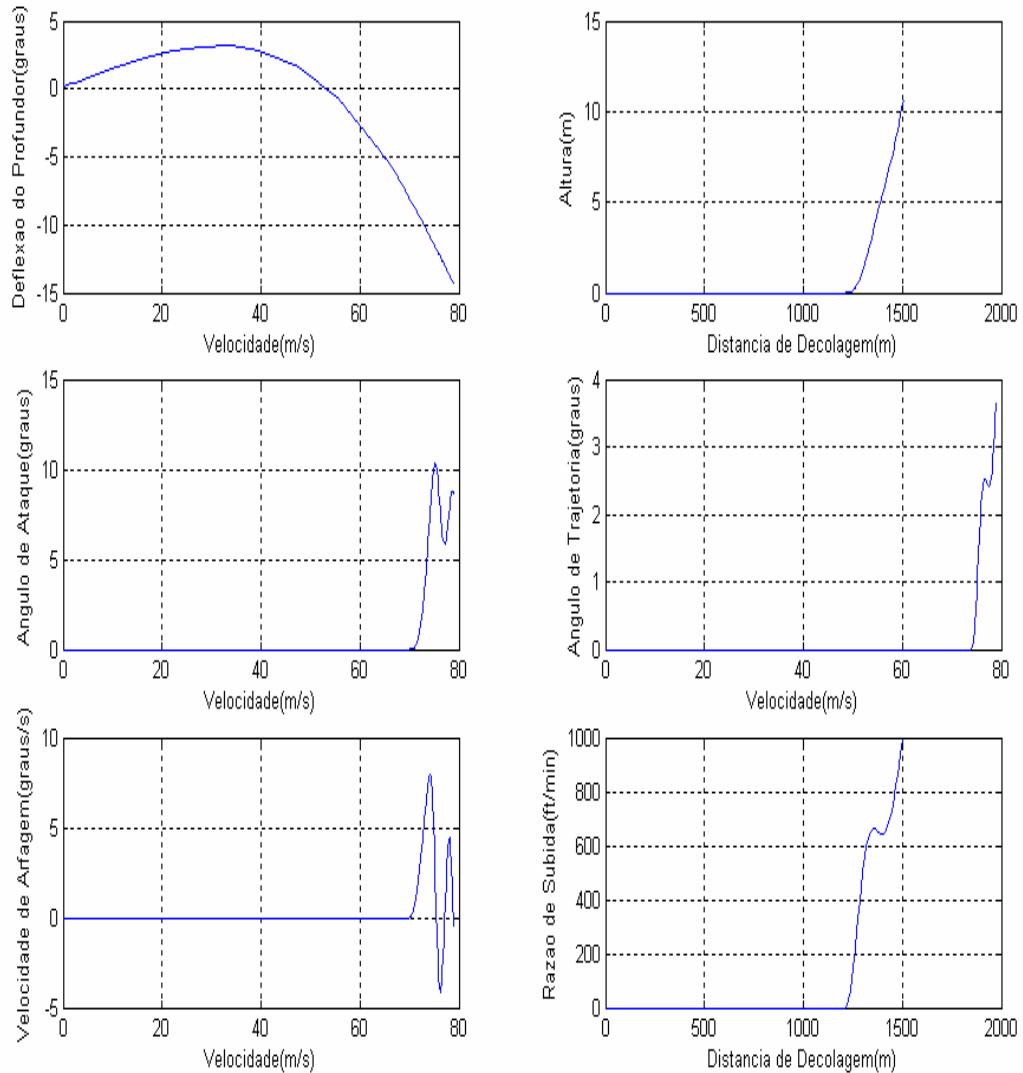 Deflexao do Profundor(graus)
5
0
-5
-10
-15
0 20 40 60 80
Velocidade(m/s)
Altura(m)
15
10
5
0
0 500 1000 1500 2000
Distancia de Decolagem(m)
Angulo de Ataque(graus)
15
10
5
0
0 20 40 60 80
Velocidade(m/s)
Angulo de Trajetoria(graus)
4
3
2
1
0
0 20 40 60 80
Velocidade(m/s)
Velocidade de Arfagem(graus/s)
10
5
0
-5
0 20 40 60 80
Velocidade(m/s)
Razao de Subida(ft/min)
1000
800
600
400
200
0
0 500 1000 1500 2000
Distancia de Decolagem(m)